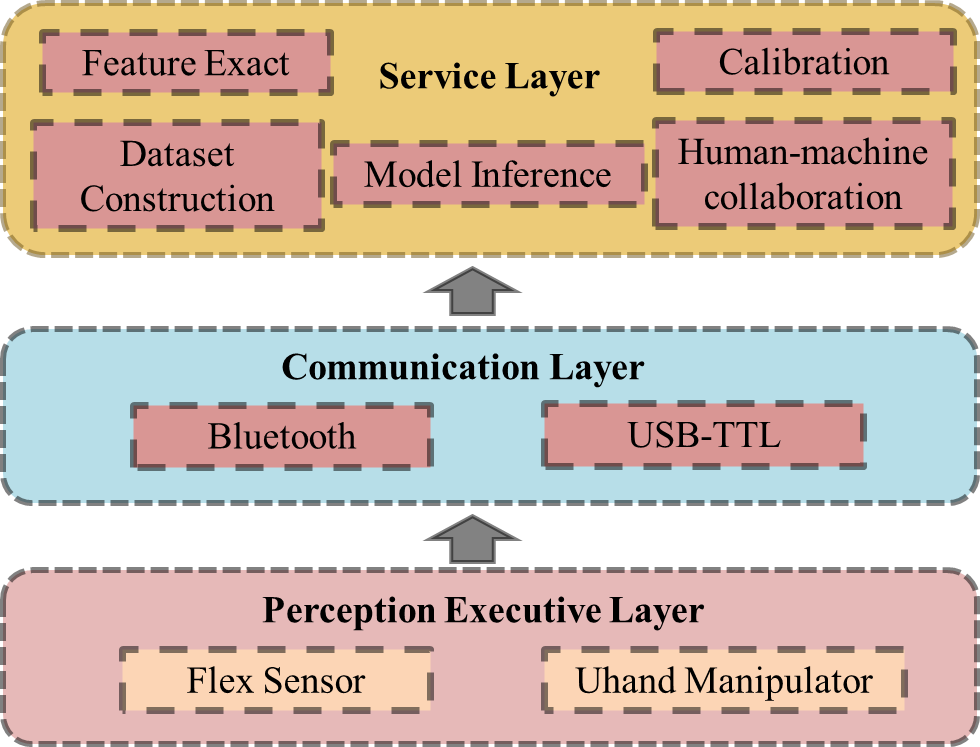 Feature Exact
Service Layer
Calibration
Dataset
Construction
Model Inference
Human-machine
collaboration
Communication Layer
Bluetooth
USB-TTL
Perception Executive Layer
Flex Sensor
Uhand Manipulator